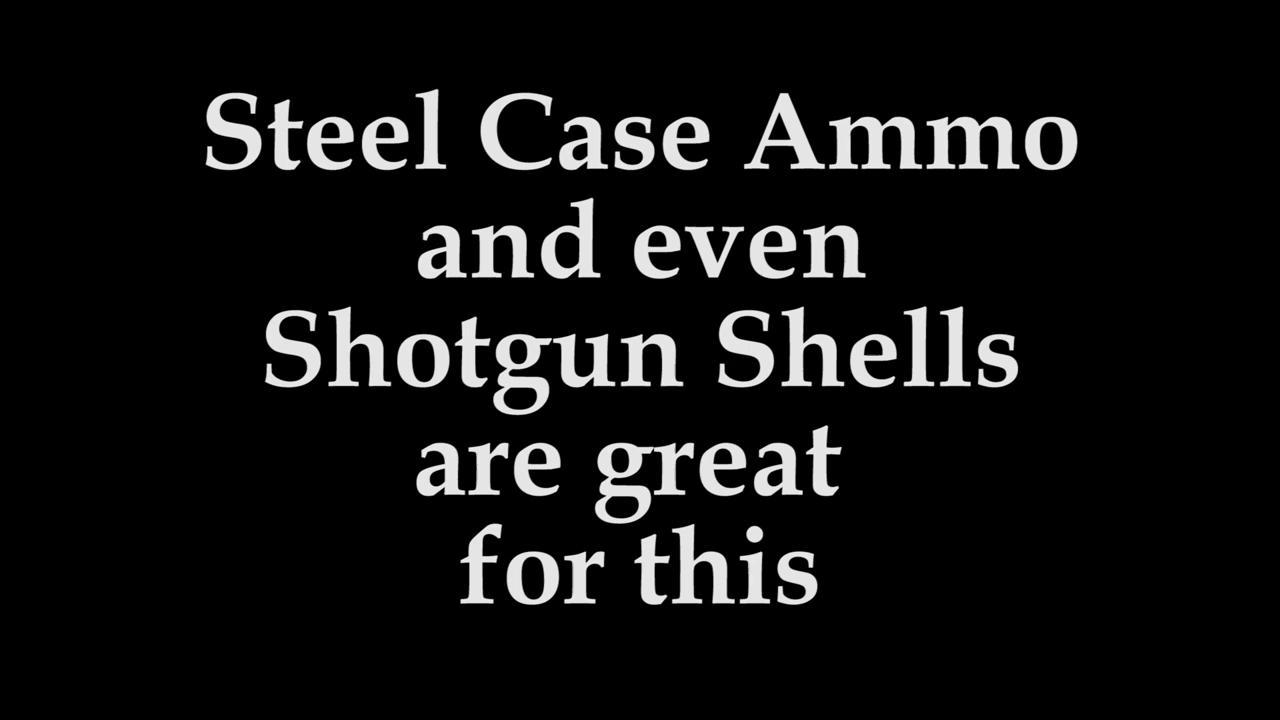 Steel Case Ammo
and even
Shotgun Shells
are great
for this